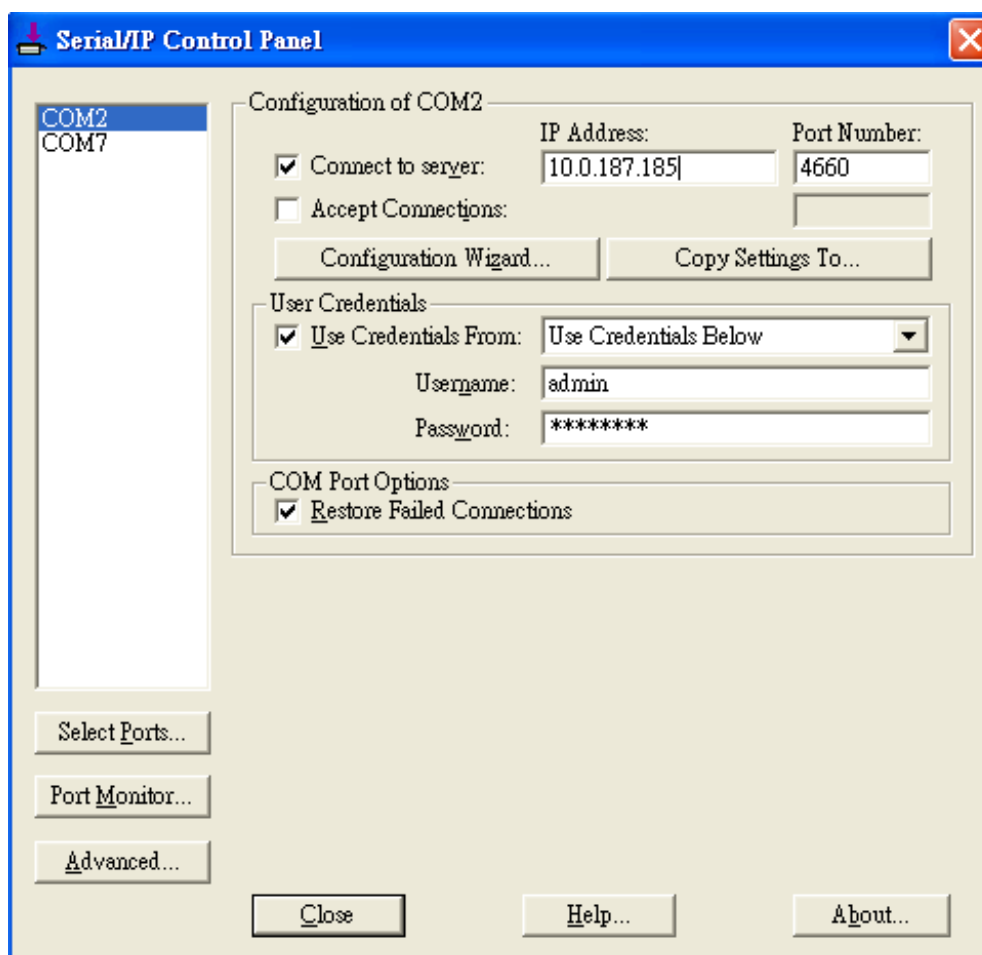 Serial/IP Control Panel
COM2
COM7
Configuration of COM2
IP Address: Port Number:
Connect to server: 10.0.187.185 4660
Accept Connections:
Configuration Wizard... Copy Settings To...
User Credentials
Use Credentials From: Use Credentials Below
Username: admin
Password: ********
COM Port Options
Restore Failed Connections
Select Ports...
Port Monitor...
Advanced...
Close Help... About...